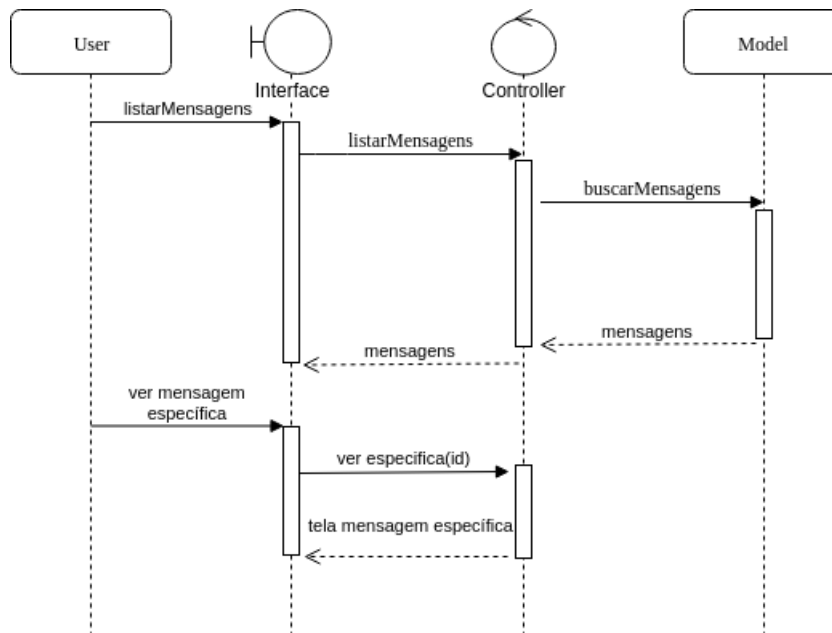 User
Model
Interface
Controller
listarMensagens
listarMensagens
buscarMensagens
mensagens
mensagens
ver mensagem
específica
ver especifica(id)
tela mensagem específica